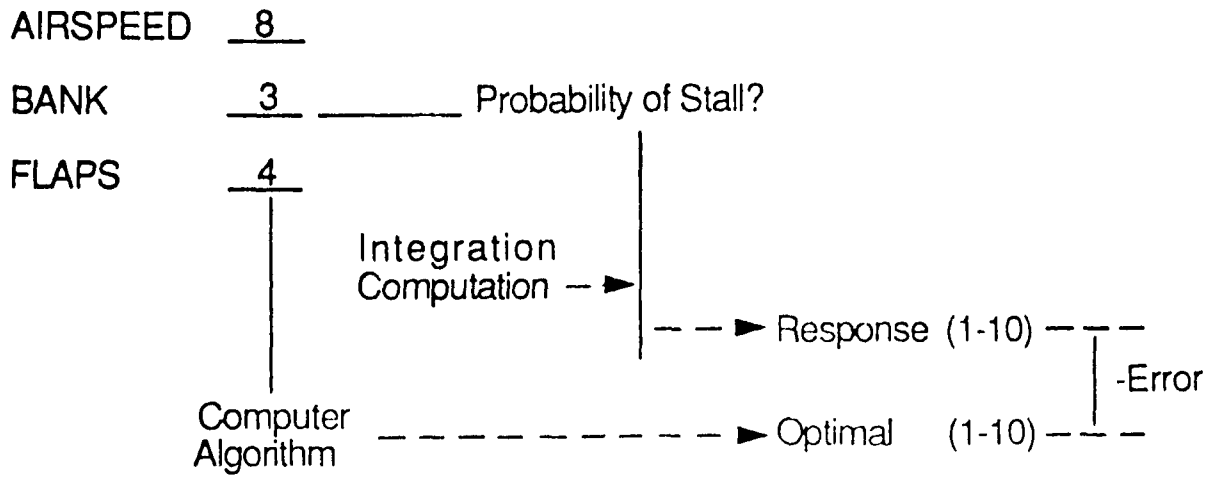 AIRSPEED 8
BANK 3 Probability of Stall?
FLAPS 4
Integration
Computation
Response (1-10)
-Error
Computer
Algorithm
Optimal (1-10)